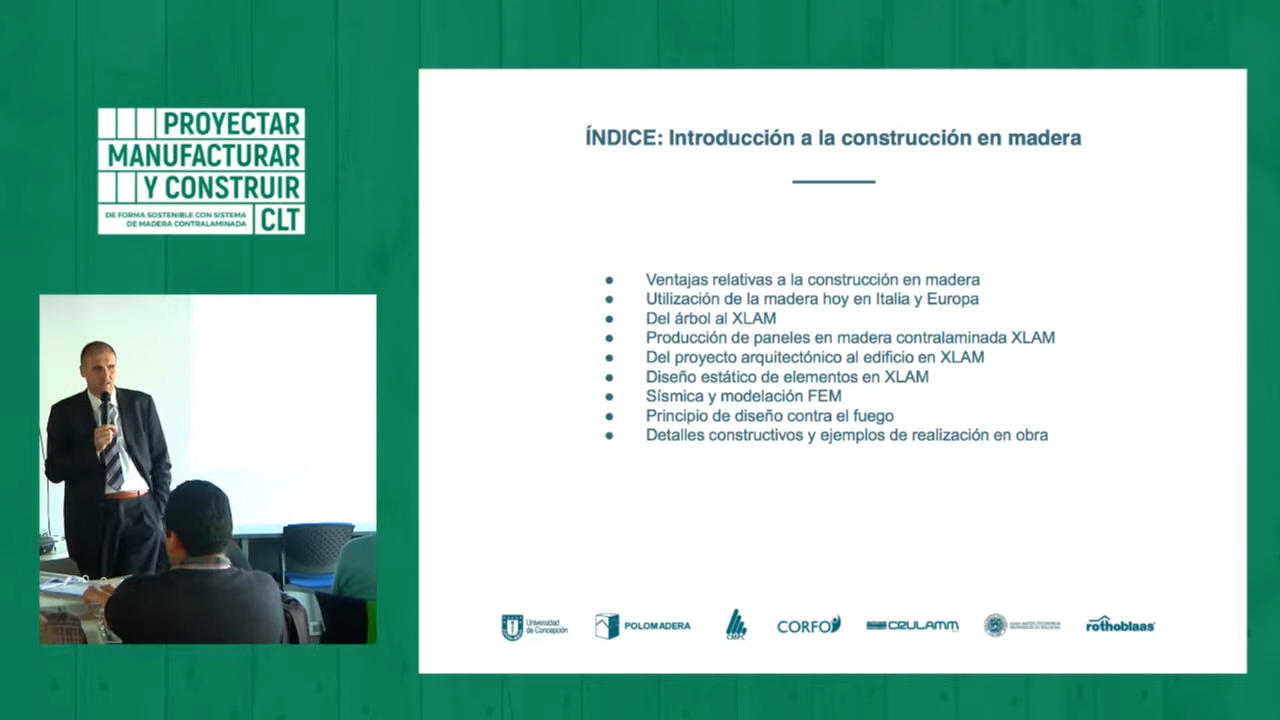 PROYECTAR
MANUFACTURAR
Y CONSTRUIR
DE FORMA SOSTENIBLE CON SISTEMA
DE MADERA CONTRALAMINADA
CLT
ÍNDICE: Introducción a la construcción en madera
● Ventajas relativas a la construcción en madera
● Utilización de la madera hoy en Italia y Europa
● Del árbol al XLAM
● Producción de paneles en madera contralaminada XLAM
● Del proyecto arquitectónico al edificio en XLAM
● Diseño estático de elementos en XLAM
● Sísmica y modelación FEM
● Principio de diseño contra el fuego
● Detalles constructivos y ejemplos de realización en obra
Universidad
de Concepción
POLOMADERA
CMPC
CORFO
CRULAMM
rothoblaas